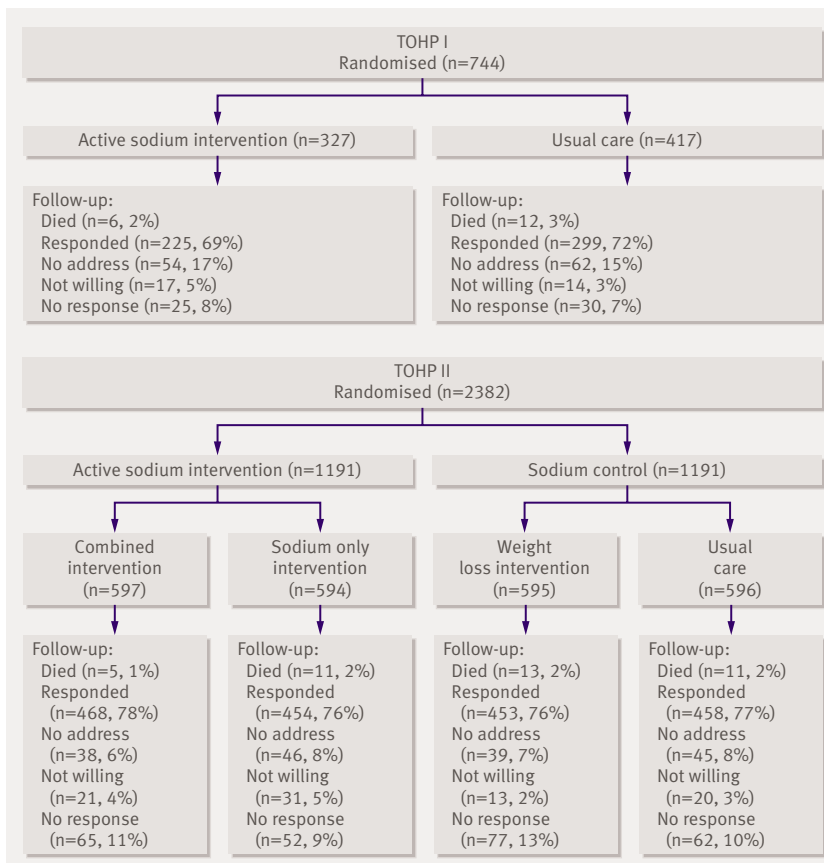 TOHP I
Randomised (n=744)
Active sodium intervention (n=327)
Usual care (n=417)
Follow-up:
Died (n=6, 2%)
Responded (n=225, 69%)
No address (n=54, 17%)
Not willing (n=17, 5%)
No response (n=25, 8%)
Follow-up:
Died (n=12, 3%)
Responded (n=299, 72%)
No address (n=62, 15%)
Not willing (n=14, 3%)
No response (n=30, 7%)
TOHP II
Randomised (n=2382)
Active sodium intervention (n=1191)
Sodium control (n=1191)
Combined
intervention
(n=597)
Sodium only
intervention
(n=594)
Weight
loss intervention
(n=595)
Usual
care
(n=596)
Follow-up:
Died (n=5, 1%)
Responded
(n=468, 78%)
No address
(n=38, 6%)
Not willing
(n=21, 4%)
No response
(n=65, 11%)
Follow-up:
Died (n=11, 2%)
Responded
(n=454, 76%)
No address
(n=46, 8%)
Not willing
(n=31, 5%)
No response
(n=52, 9%)
Follow-up:
Died (n=13, 2%)
Responded
(n=453, 76%)
No address
(n=39, 7%)
Not willing
(n=13, 2%)
No response
(n=77, 13%)
Follow-up:
Died (n=11, 2%)
Responded
(n=458, 77%)
No address
(n=45, 8%)
Not willing
(n=20, 3%)
No response
(n=62, 10%)